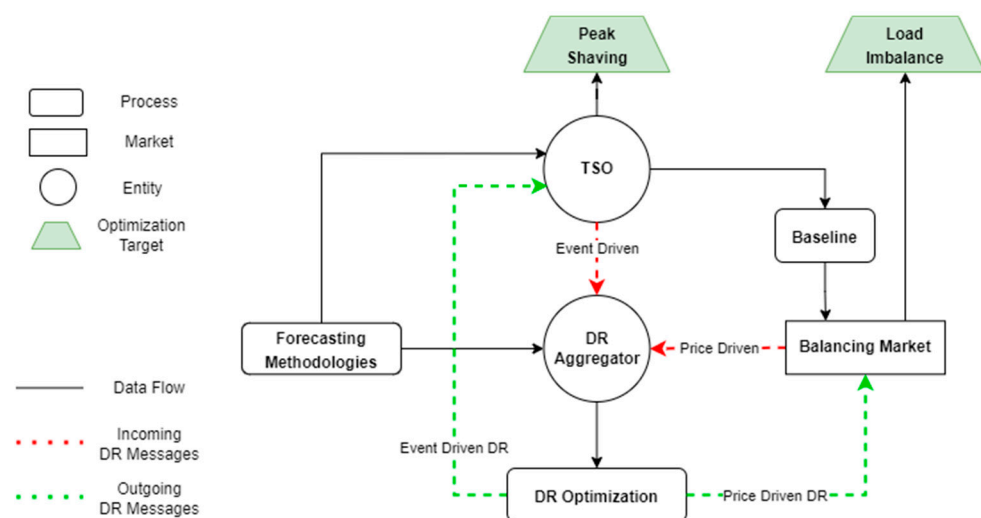 Peak
Shaving
Load
Imbalance
Process
Market
Entity
Optimization
Target
TSO
Baseline
Event Driven
Forecasting
Methodologies
DR
Aggregator
Price Driven
Balancing Market
Data Flow
Incoming
DR Messages
Outgoing
DR Messages
Event Driven DR
DR Optimization
Price Driven DR